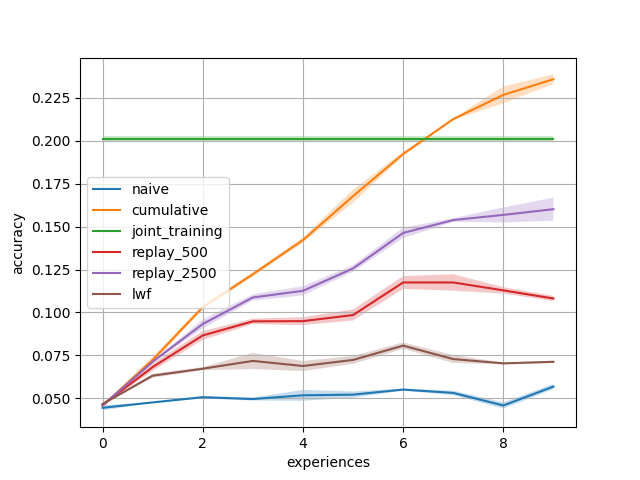 0.225
0.200
0.175
0.150
0.125
0.100
0.075
0.050
accuracy
naive
cumulative
joint_training
replay_500
replay_2500
lwf
0 2 4 6 8
experiences